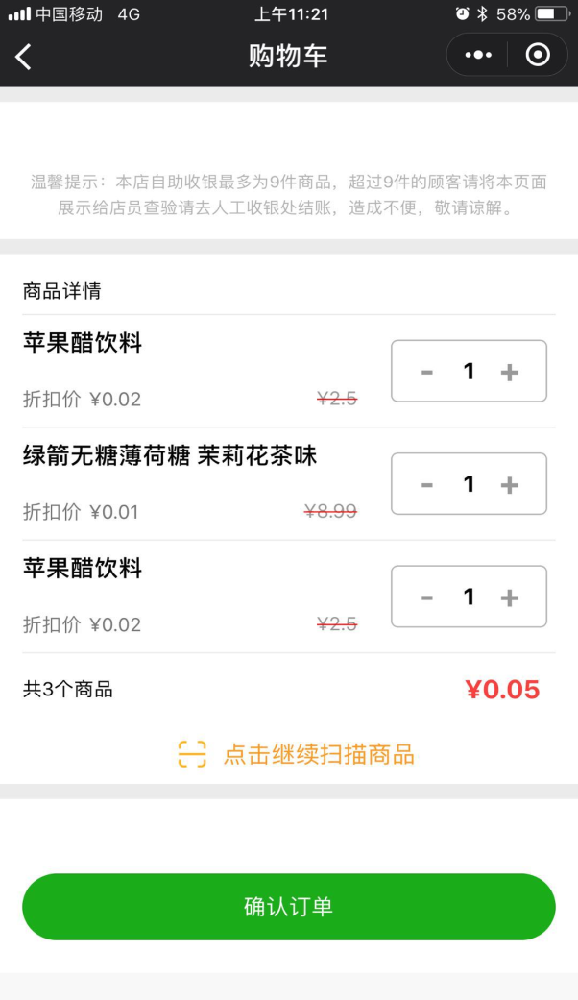 中国移动 4G 上午11:21 58%
购物车
温馨提示：本店自助收银最多为9件商品，超过9件的顾客请将本页面
展示给店员查验请去人工收银处结账，造成不便，敬请谅解。
商品详情
苹果醋饮料
- 1 +
折扣价 ¥0.02 ¥2.5
绿箭无糖薄荷糖 茉莉花茶味
- 1 +
折扣价 ¥0.01 ¥8.99
苹果醋饮料
- 1 +
折扣价 ¥0.02 ¥2.5
共3个商品 ¥0.05
点击继续扫描商品
确认订单